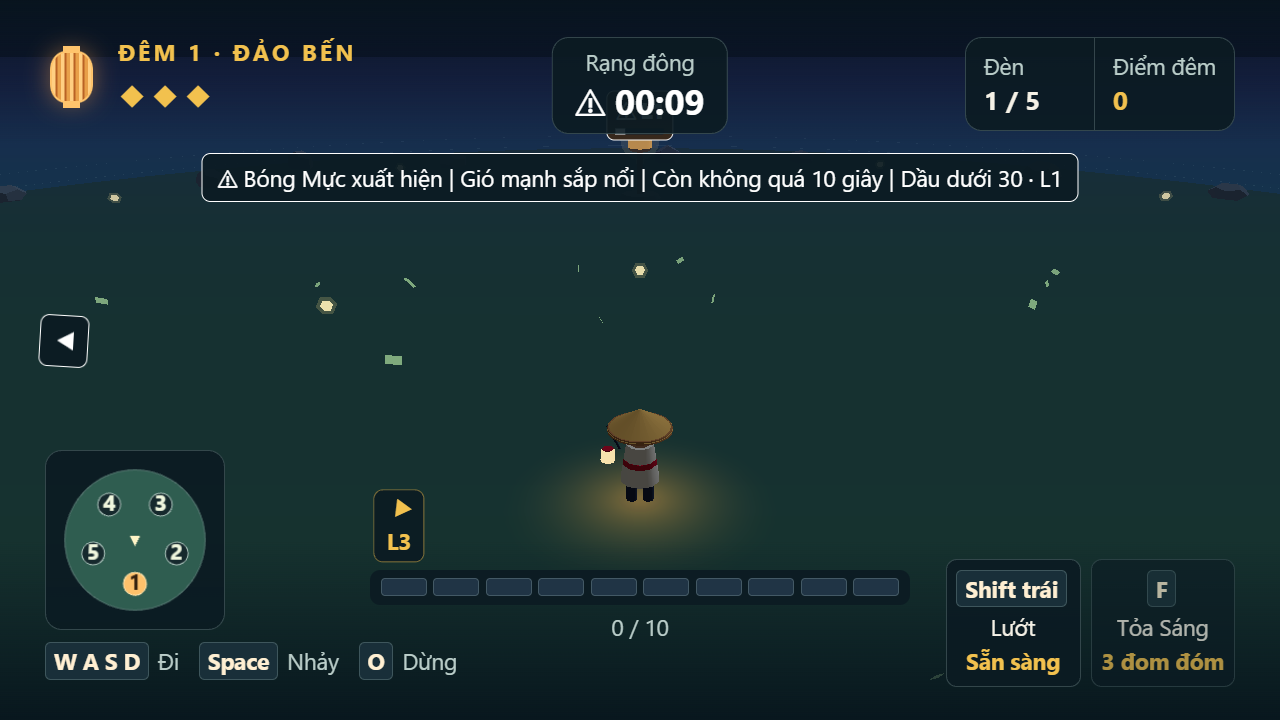 ĐÊM 1 · ĐẢO BẾN
Rạng đông
⚠ 00:09
Đèn
1 / 5
Điểm đêm
0
⚠ Bóng Mực xuất hiện | Gió mạnh sắp nổi | Còn không quá 10 giây | Dầu dưới 30 · L1
4
3
5
2
1
L3
0 / 10
W A S D Đi
Space Nhảy
O Dừng
Shift trái
Lướt
Sẵn sàng
F
Tỏa Sáng
3 đom đóm